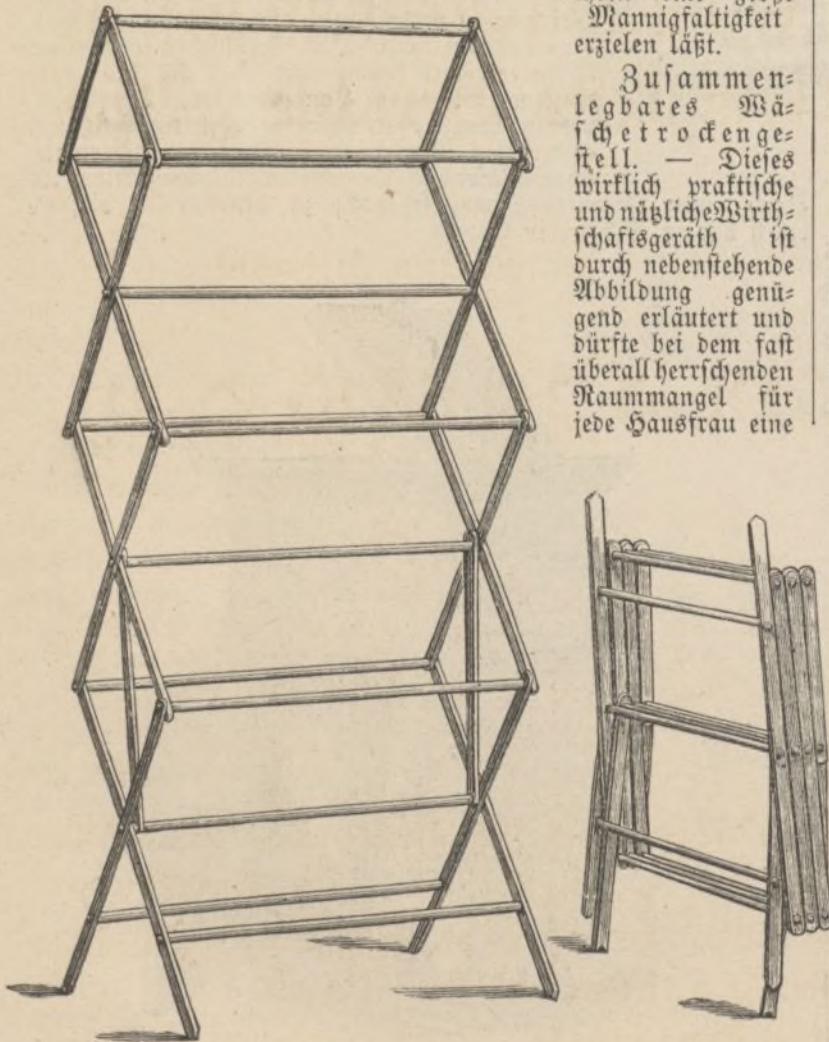 Mannigfaltigkeit
erzielen läßt.
Zusammen=
legbares Wä=
schetrockenge=
stell. — Dieses
wirklich praktische
und nützliche Wirth=
schaftsgeräth ist
durch nebenstehende
Abbildung genü=
gend erläutert und
dürfte bei dem fast
überall herrschenden
Raummangel für
jede Hausfrau eine